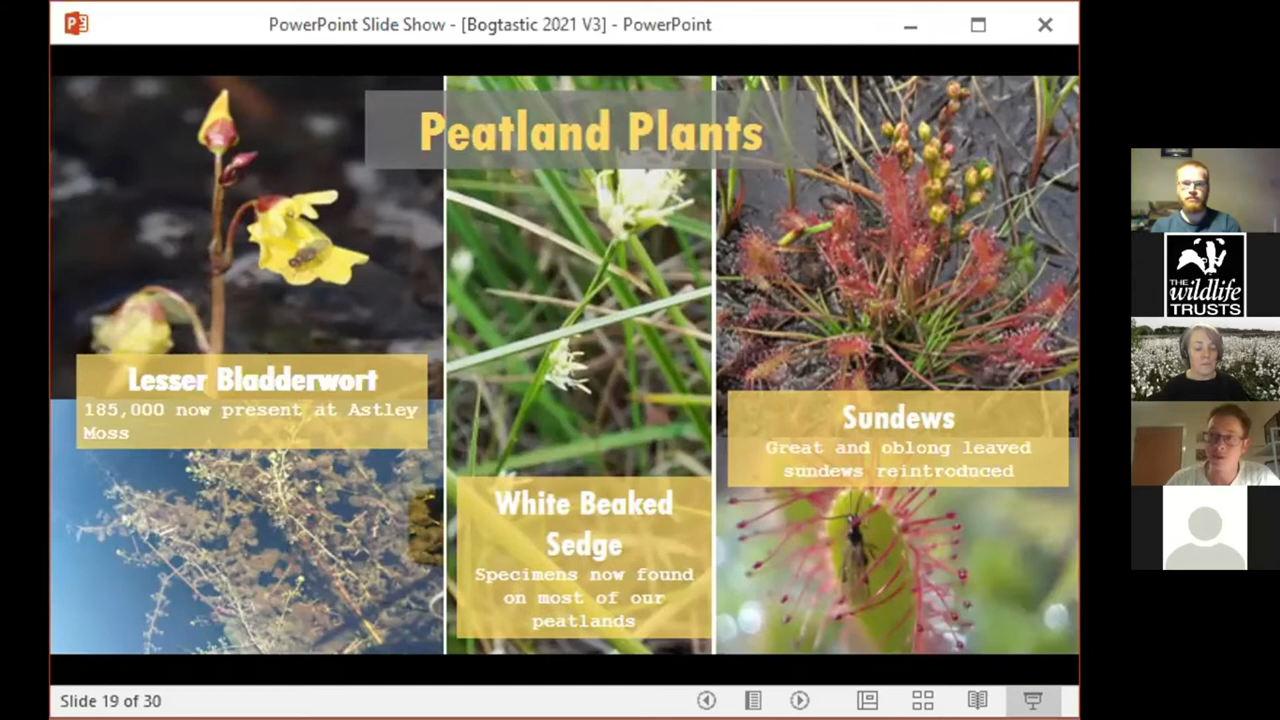 PowerPoint Slide Show - [Bogtastic 2021 V3] - PowerPoint
Peatland Plants
Lesser Bladderwort
185,000 now present at Astley
Moss
White Beaked
Sedge
Specimens now found
on most of our
peatlands
Sundews
Great and oblong leaved
sundews reintroduced
THE
wildlife
TRUSTS
Slide 19 of 30